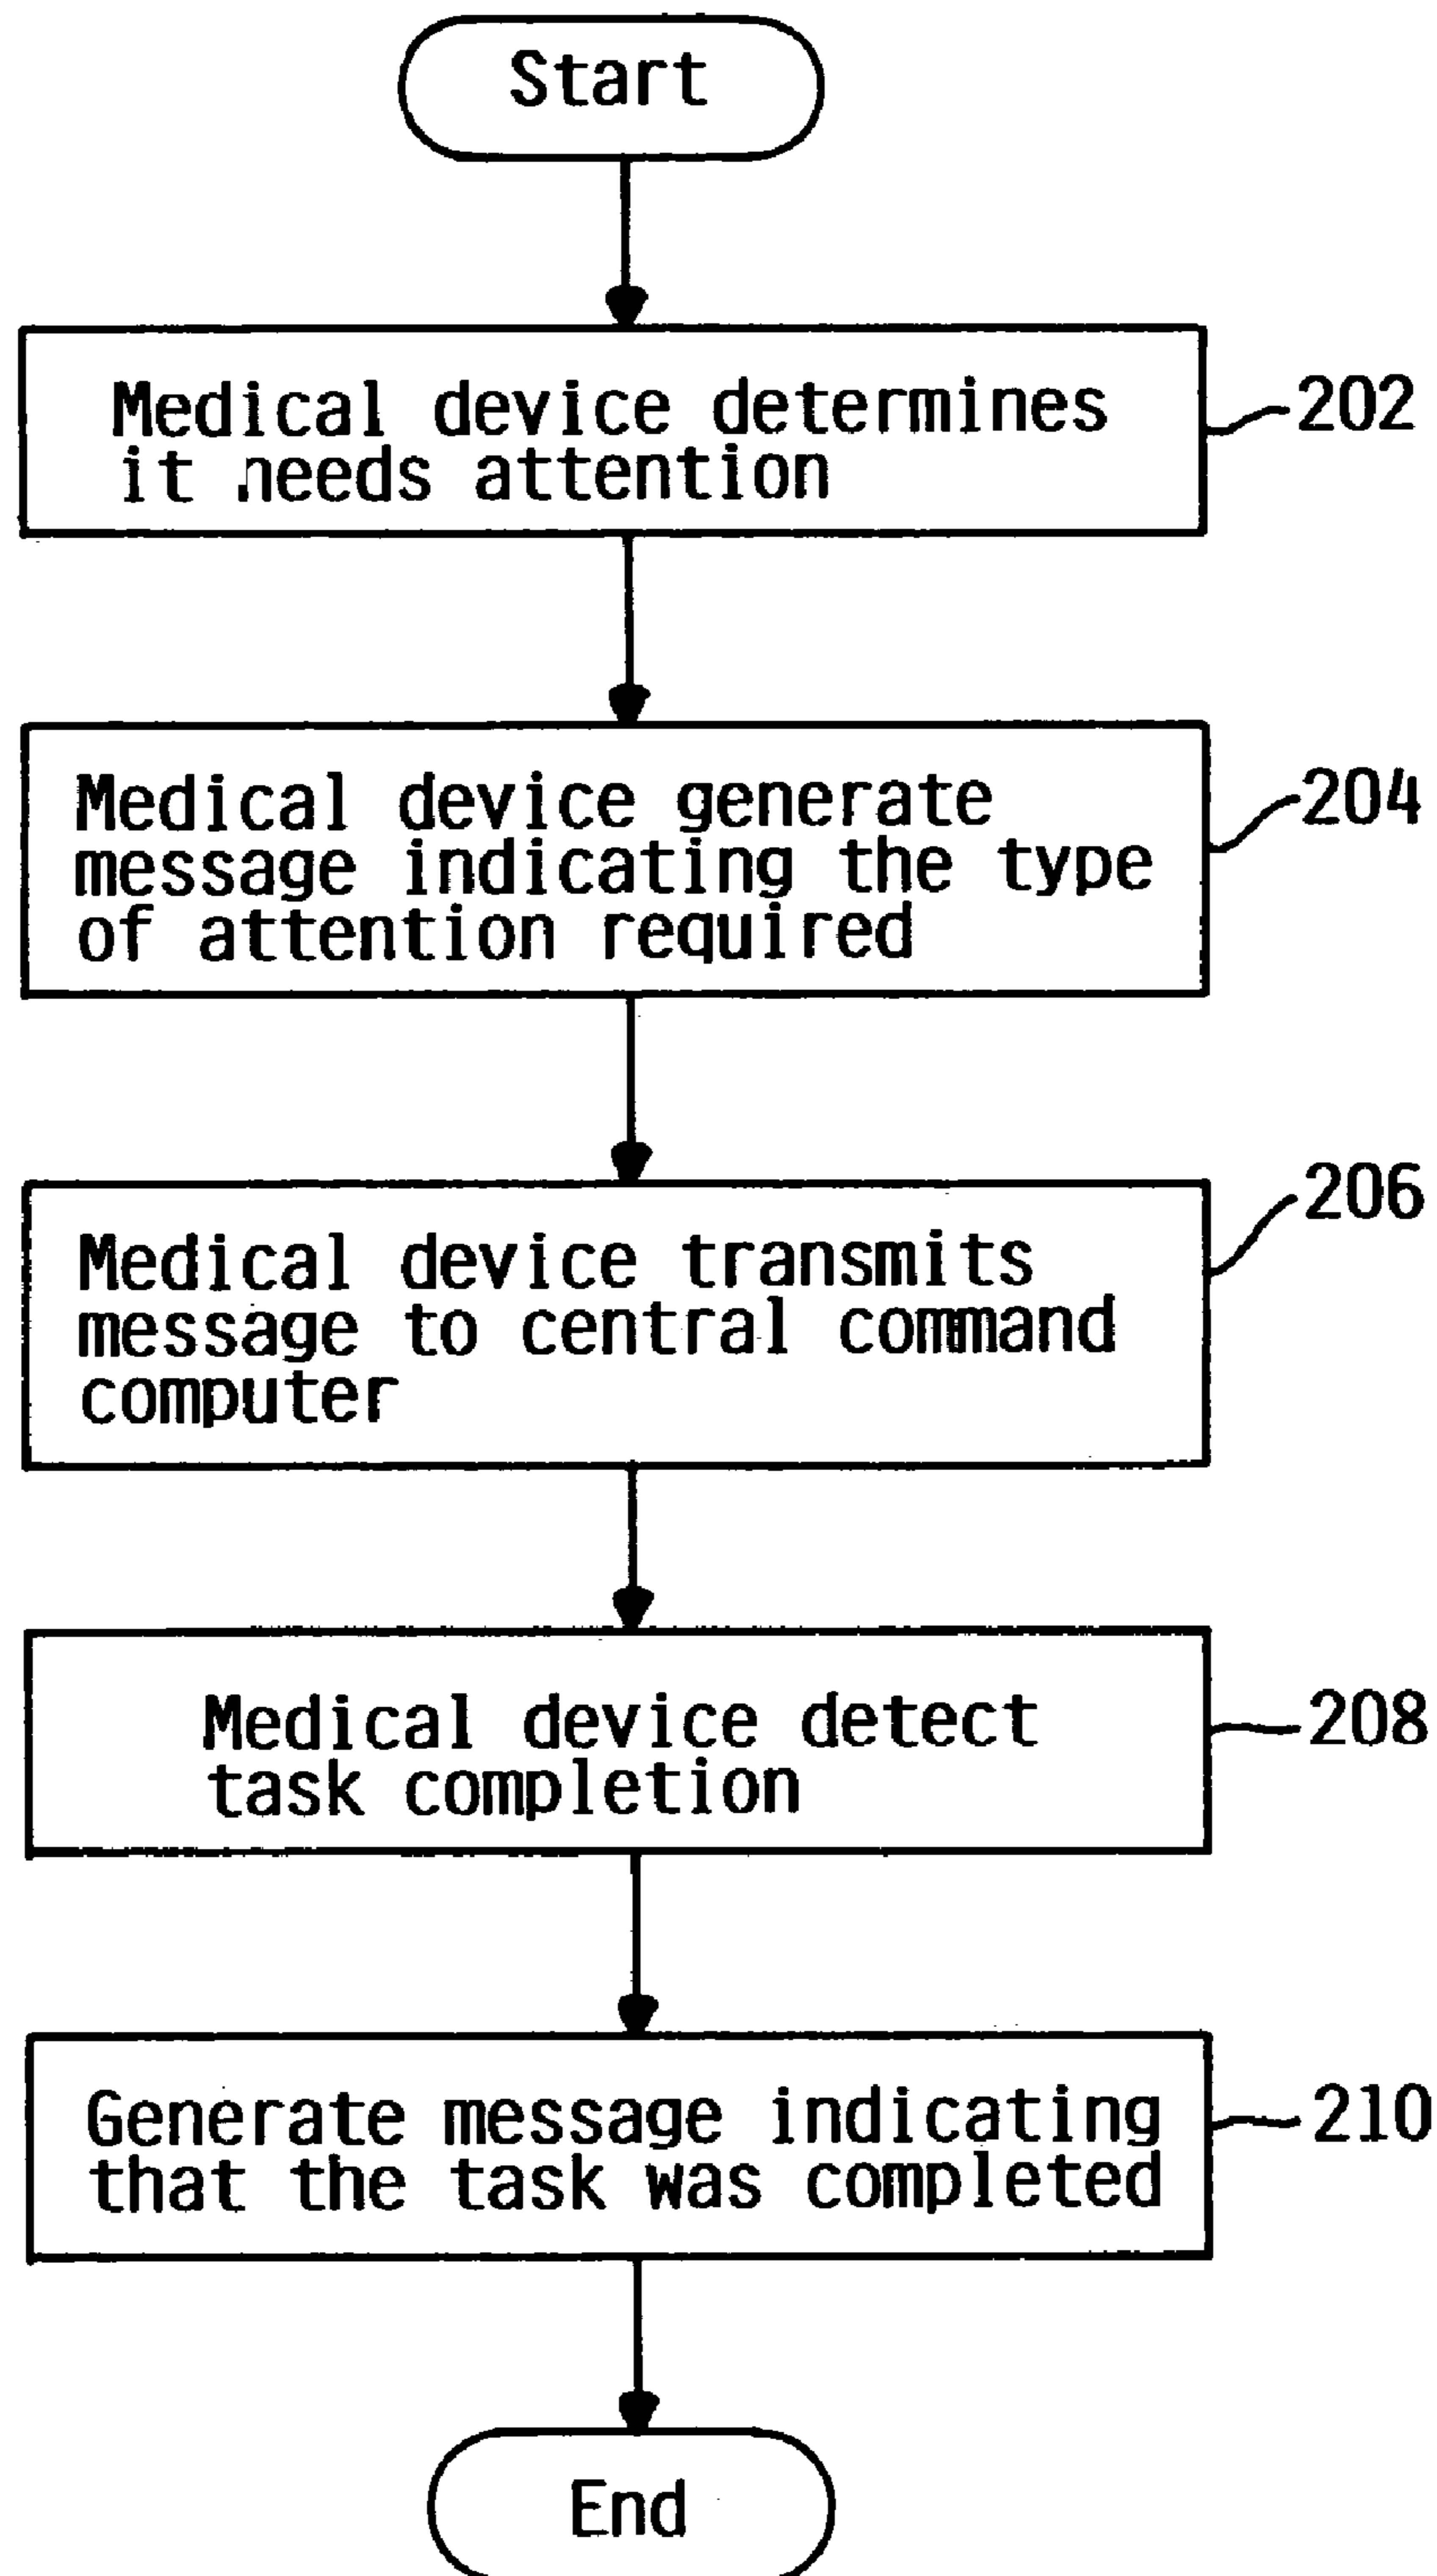 Start
Medical device determines
it needs attention
202
Medical device generate
message indicating the type
of attention required
204
Medical device transmits
message to central command
computer
206
Medical device detect
task completion
208
Generate message indicating
that the task was completed
210
End